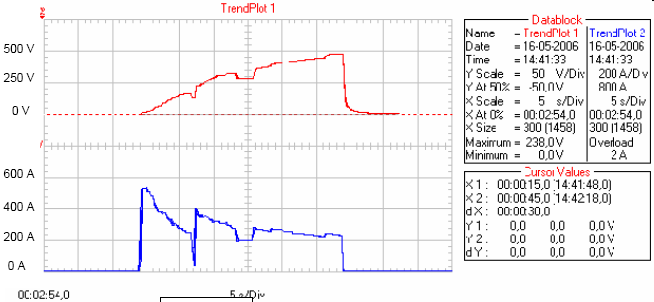 TrendPlot 1
500 V
250 V
0 V
600 A
400 A
200 A
0 A
00:02:54,0
5 s/Div
Datablock
Name = TrendPlot 1 TrendPlot 2
Date = 16-05-2006 16-05-2006
Time = 14:41:33 14:41:33
Y Scale = 50 V/Div 200 A/Div
Y At 50% = -50,0 V 800 A
X Scale = 5 s/Div 5 s/Div
X At 0% = 00:02:54,0 00:02:54,0
X Size = 300 (1458) 300 (1458)
Maximum = 238,0 V Overload
Minimum = 0,0 V 2 A
Cursor Values
X1: 00:00:15,0 (14:41:48,0)
X2: 00:00:45,0 (14:42:18,0)
dX: 00:00:30,0
Y1: 0,0 0,0 0,0 V
Y2: 0,0 0,0 0,0 V
dY: 0,0 0,0 0,0 V